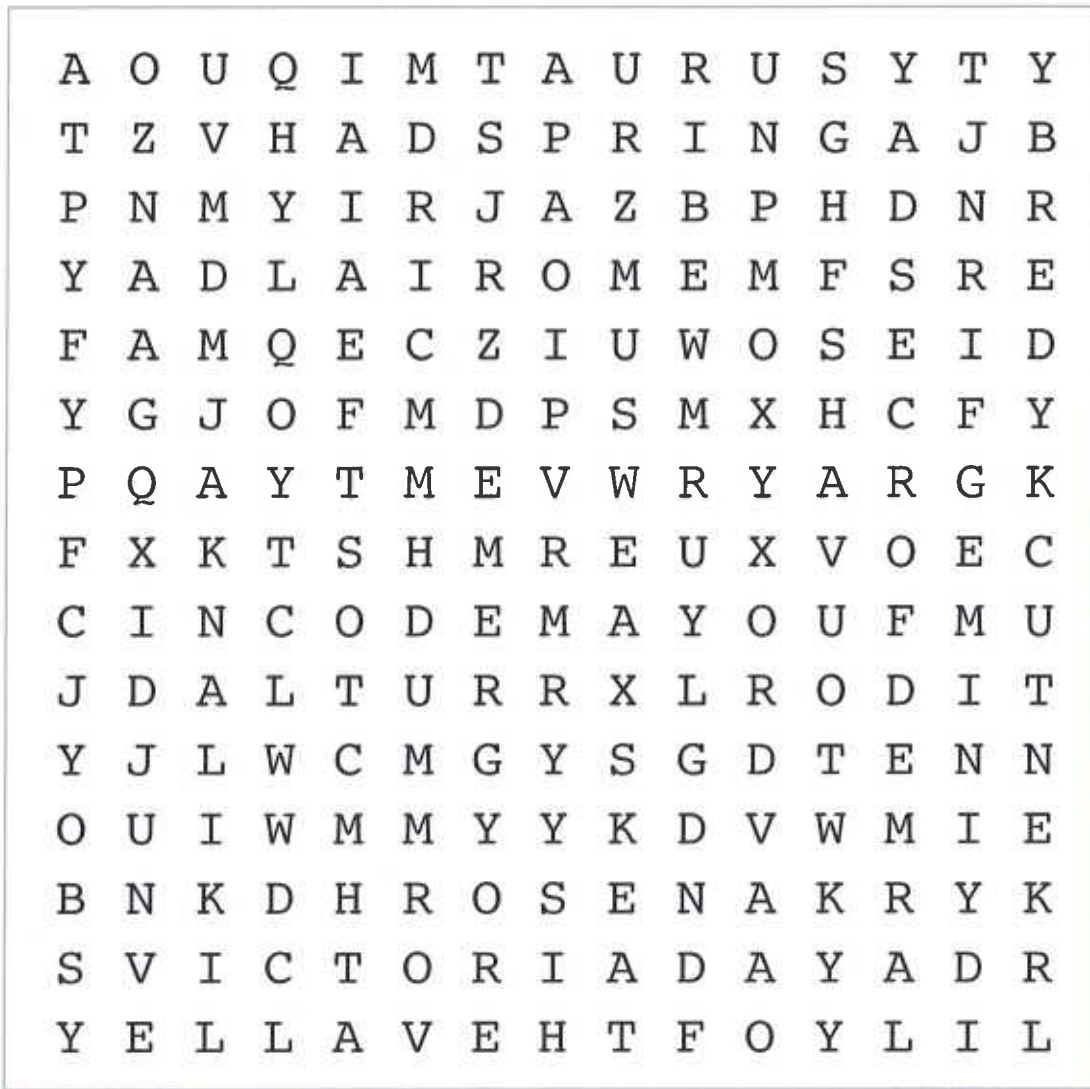 A O U Q I M T A U R U S Y T Y
T Z V H A D S P R I N G A J B
P N M Y I R J A Z B P H D N R
Y A D L A I R O M E M F S R E
F A M Q E C Z I U W O S E I D
Y G J O F M D P S M X H C F Y
P Q A Y T M E V W R Y A R G K
F X K T S H M R E U X V O E C
C I N C O D E M A Y O U F M U
J D A L T U R R X L R O D I T
Y J L W C M G Y S G D T E N N
O U I W M M Y Y K D V W M I E
B N K D H R O S E N A K R Y K
S V I C T O R I A D A Y A D R
Y E L L A V E H T F O Y L I L